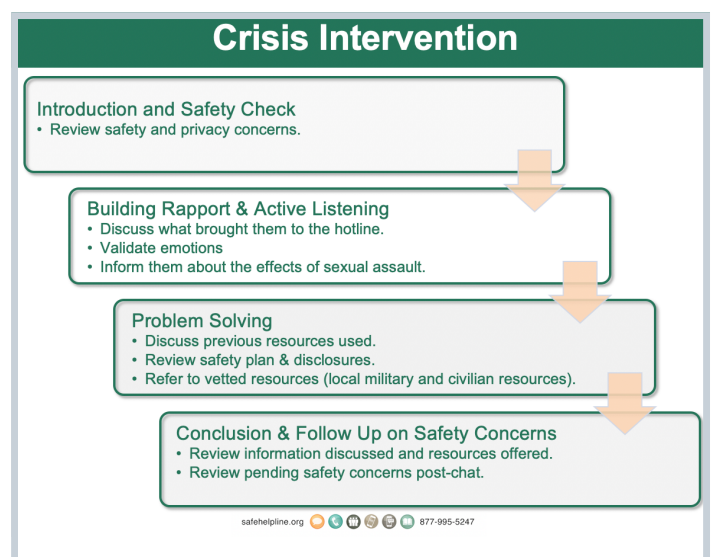 Crisis Intervention
Introduction and Safety Check
• Review safety and privacy concerns.
Building Rapport & Active Listening
• Discuss what brought them to the hotline.
• Validate emotions
• Inform them about the effects of sexual assault.
Problem Solving
• Discuss previous resources used.
• Review safety plan & disclosures.
• Refer to vetted resources (local military and civilian resources).
Conclusion & Follow Up on Safety Concerns
• Review information discussed and resources offered.
• Review pending safety concerns post-chat.
safehelpline.org 877-995-5247